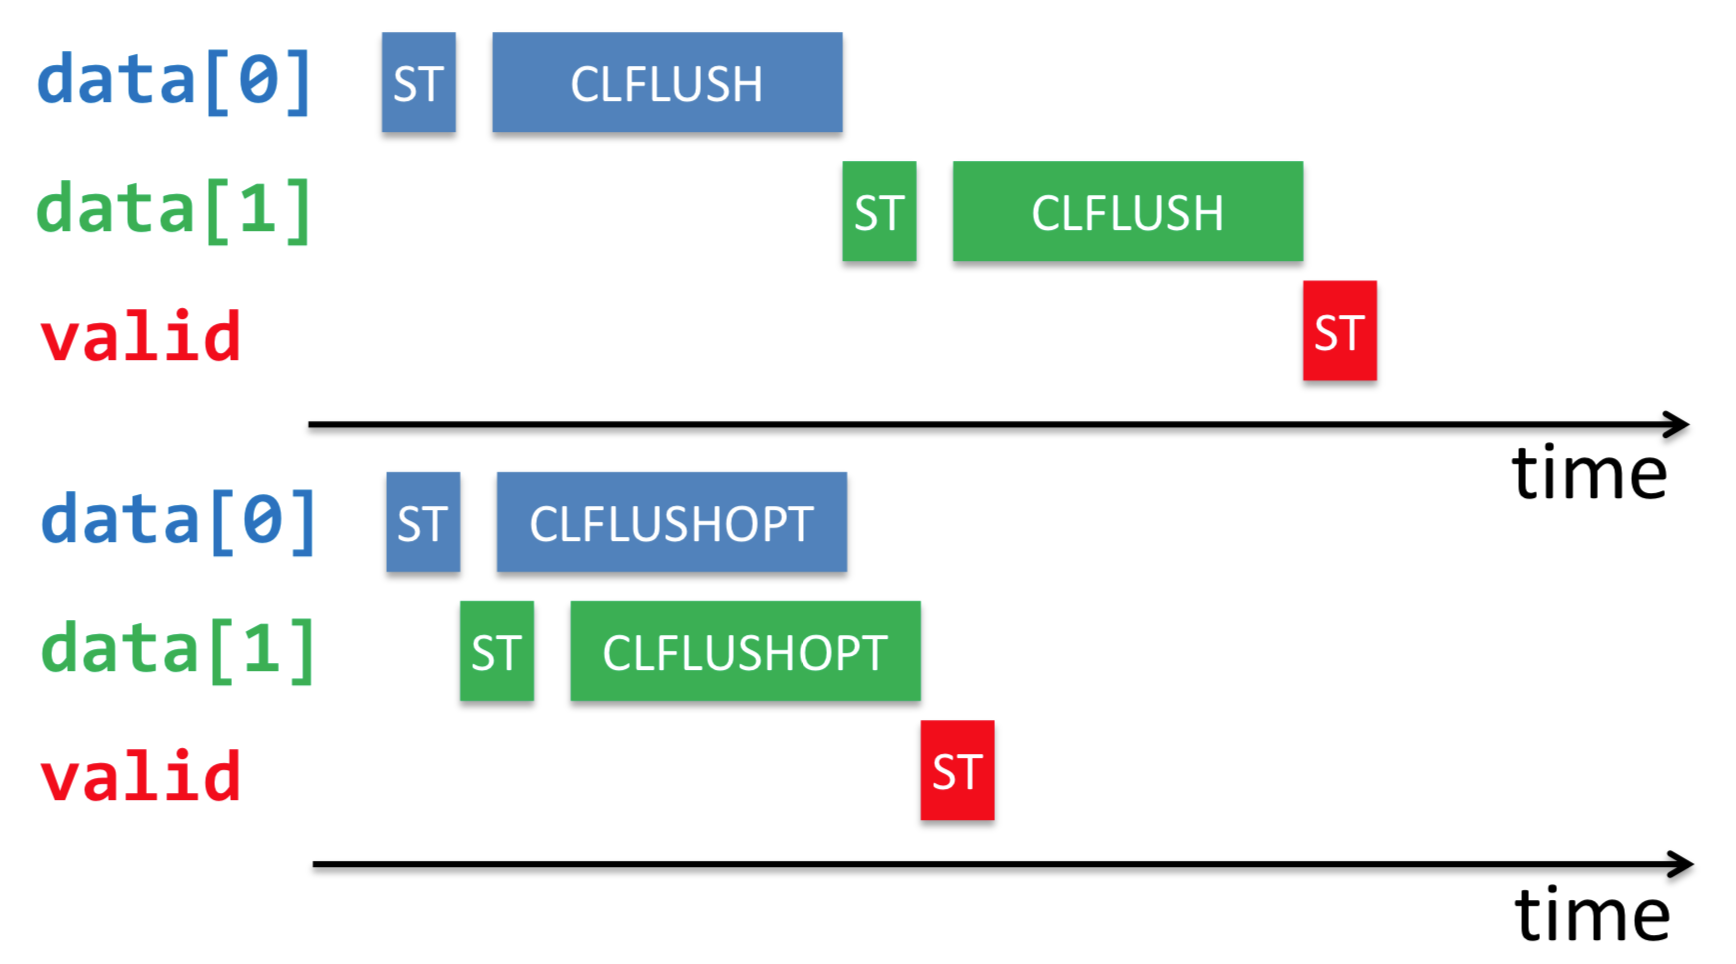 data[0] ST CLFLUSH
data[1] ST CLFLUSH
valid ST
time
data[0] ST CLFLUSHOPT
data[1] ST CLFLUSHOPT
valid ST
time